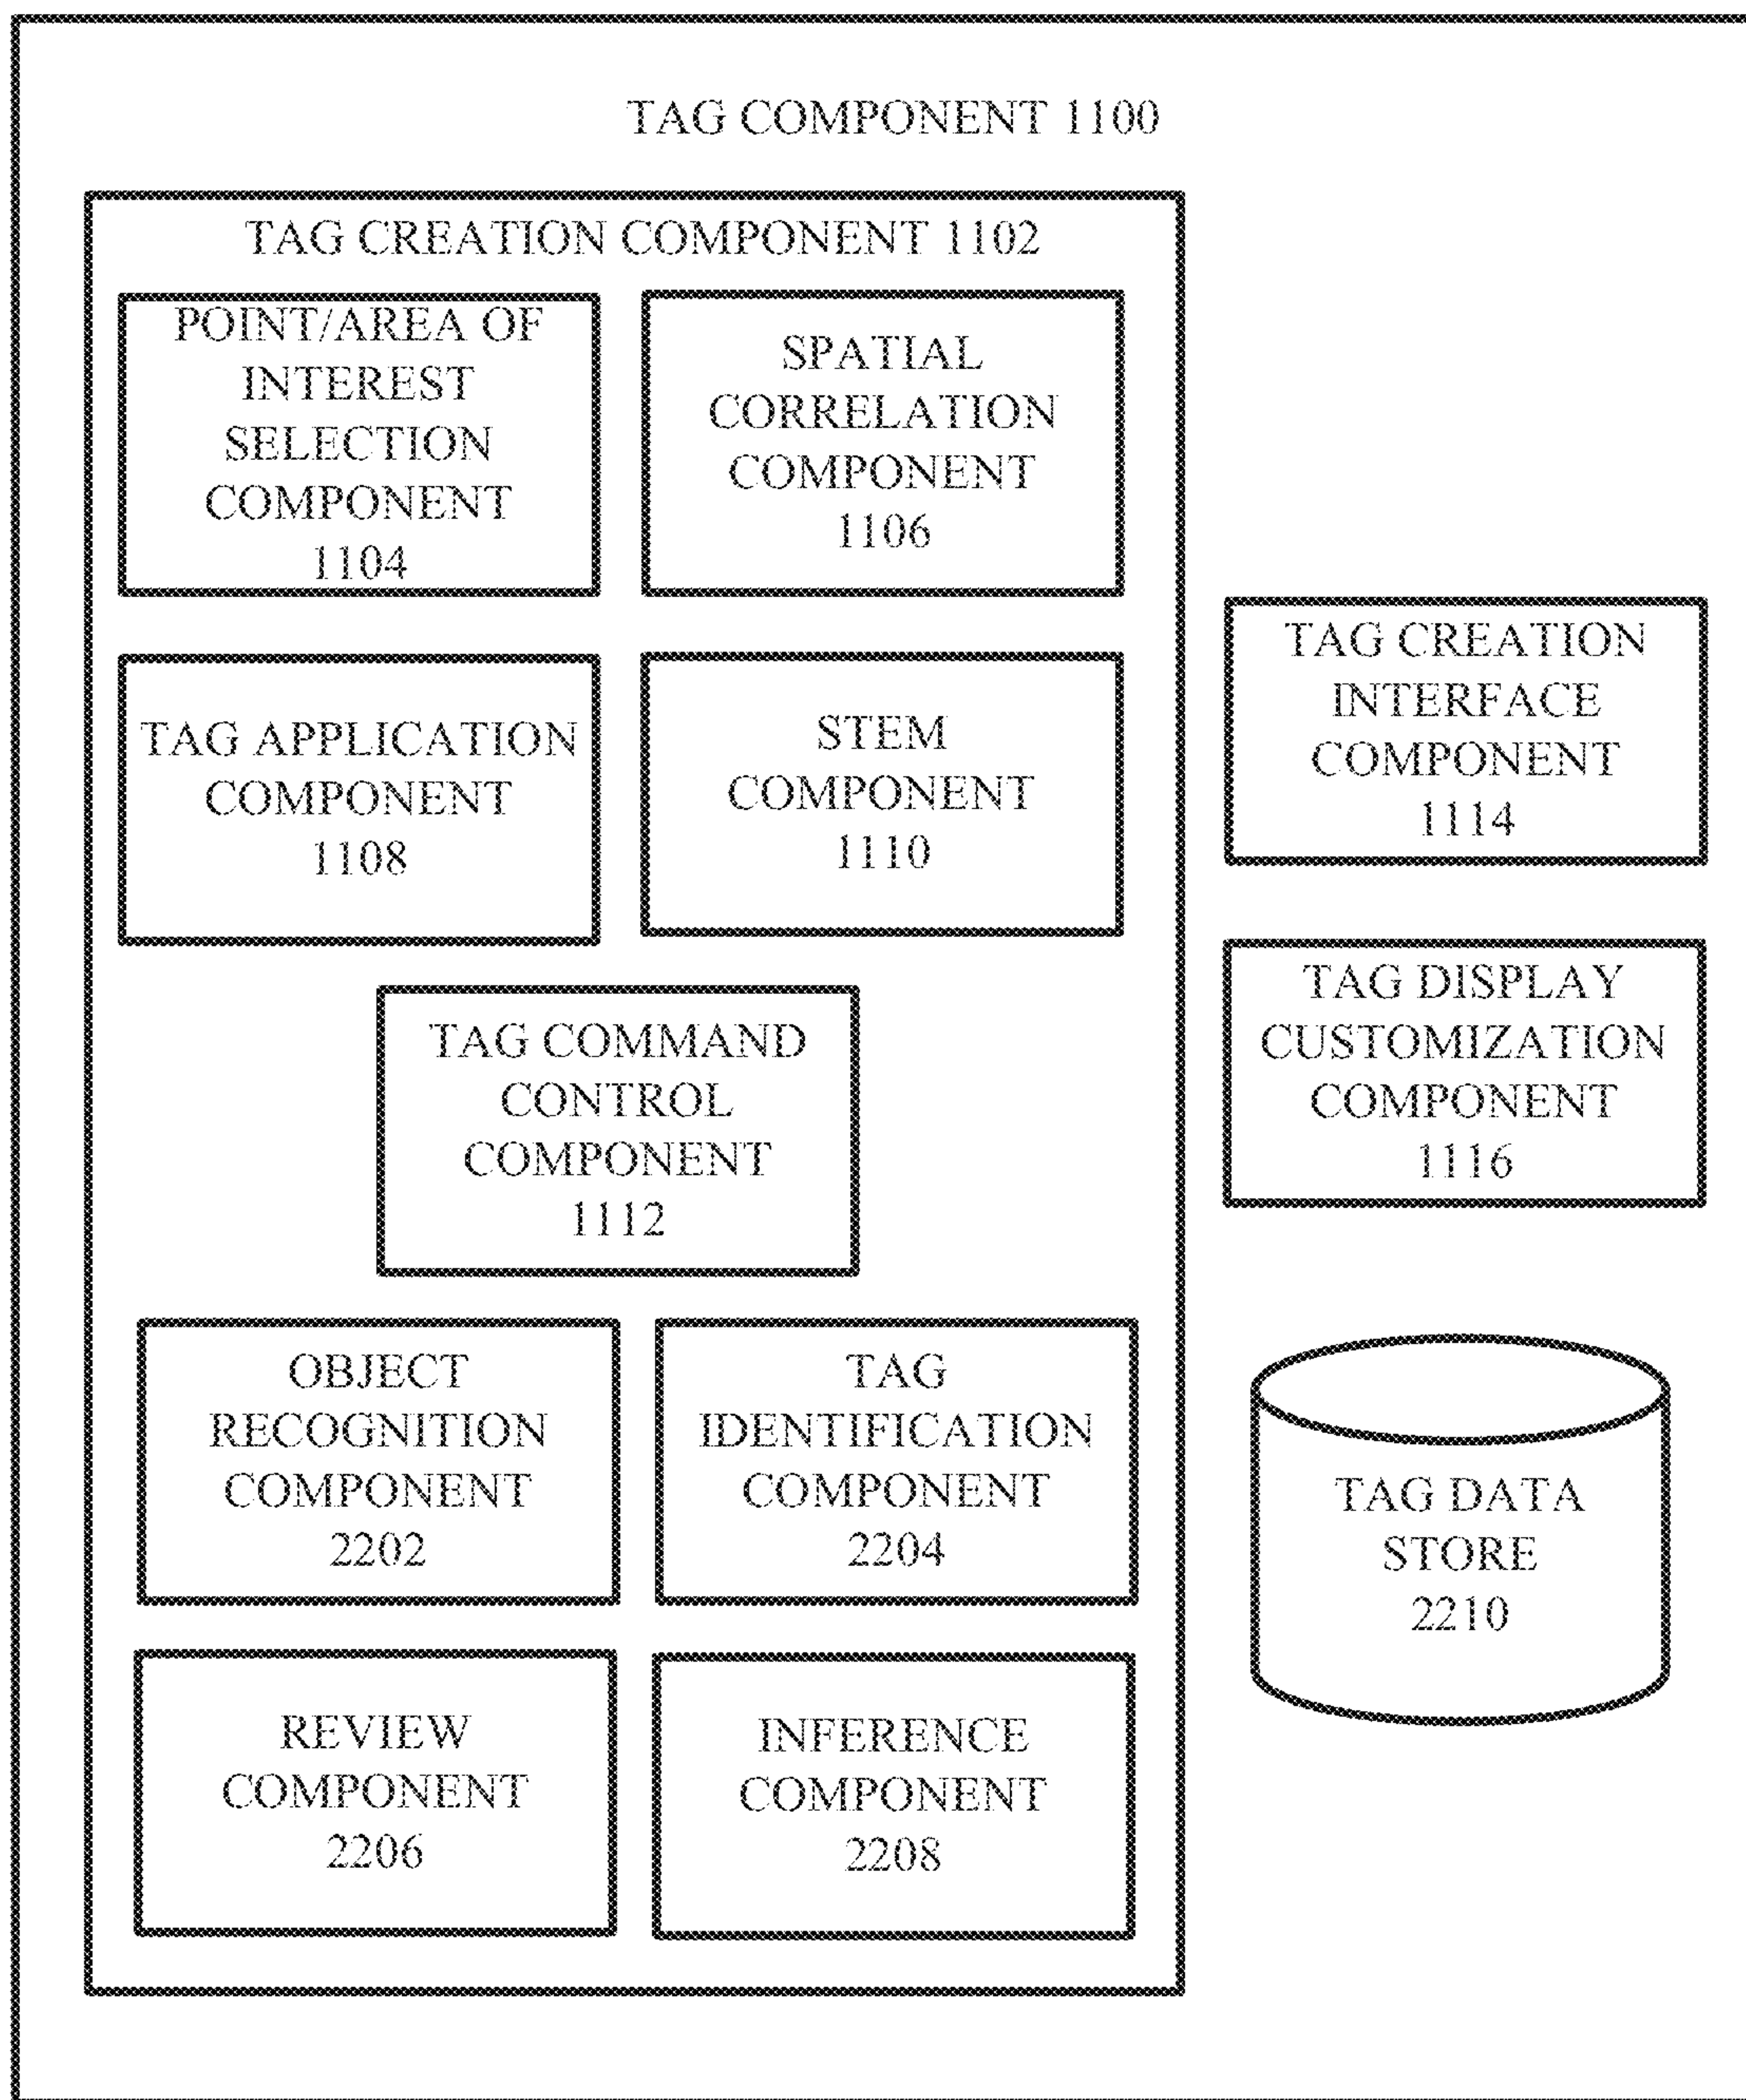 TAG COMPONENT 1100
TAG CREATION COMPONENT 1102
POINT/AREA OF
INTEREST
SELECTION
COMPONENT
1104
SPATIAL
CORRELATION
COMPONENT
1106
TAG APPLICATION
COMPONENT
1108
STEM
COMPONENT
1110
TAG COMMAND
CONTROL
COMPONENT
1112
OBJECT
RECOGNITION
COMPONENT
2202
TAG
IDENTIFICATION
COMPONENT
2204
REVIEW
COMPONENT
2206
INFERENCE
COMPONENT
2208
TAG CREATION
INTERFACE
COMPONENT
1114
TAG DISPLAY
CUSTOMIZATION
COMPONENT
1116
TAG DATA
STORE
2210